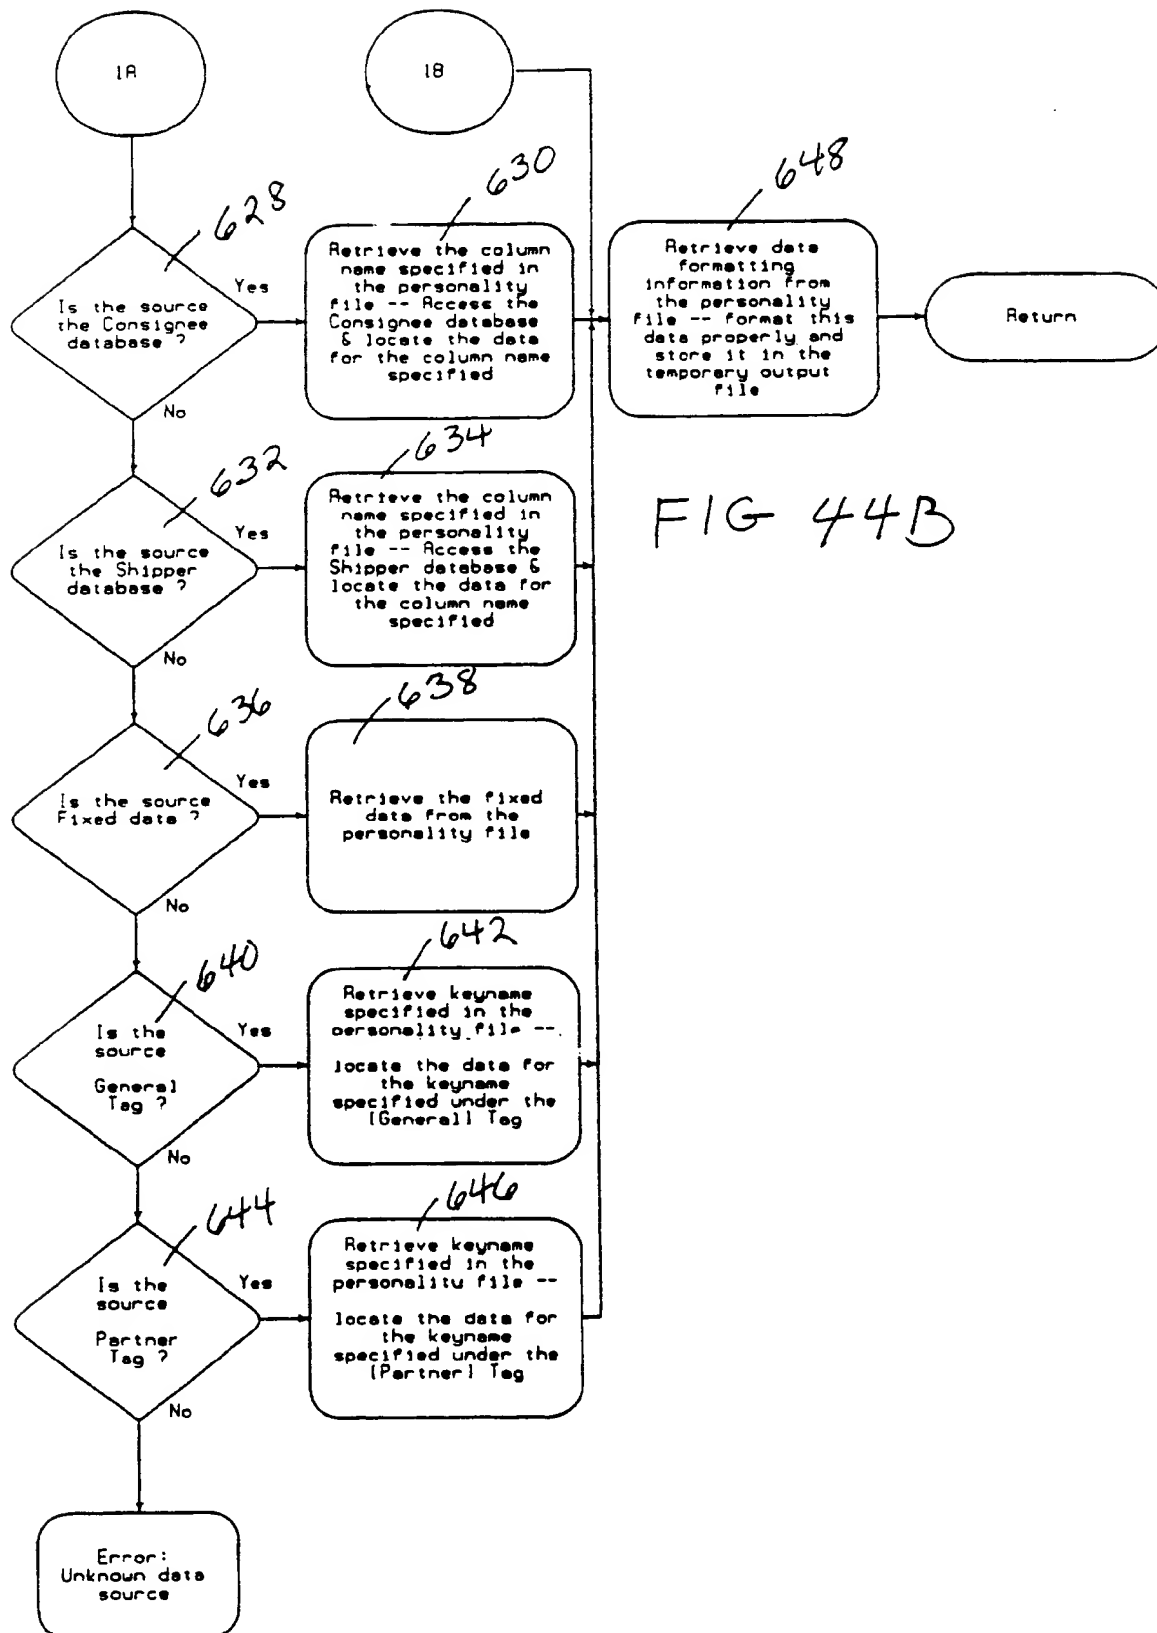 1A
1B
628
Is the source
the Consignee
database ?
Yes
No
630
Retrieve the column
name specified in
the personality
file -- Access the
Consignee database
& locate the data
for the column name
specified
648
Retrieve data
formatting
information from
the personality
file -- format this
data properly and
store it in the
temporary output
file
Return
632
Is the source
the Shipper
database ?
Yes
No
634
Retrieve the column
name specified in
the personality
file -- Access the
Shipper database &
locate the data for
the column name
specified
FIG 44B
636
Is the source
Fixed data ?
Yes
No
638
Retrieve the fixed
data from the
personality file
640
Is the
source
General
Tag ?
Yes
No
642
Retrieve keyname
specified in the
personality file --
locate the data for
the keyname
specified under the
[General] Tag
644
Is the
source
Partner
Tag ?
Yes
No
646
Retrieve keyname
specified in the
personality file --
locate the data for
the keyname
specified under the
[Partner] Tag
Error:
Unknown data
source